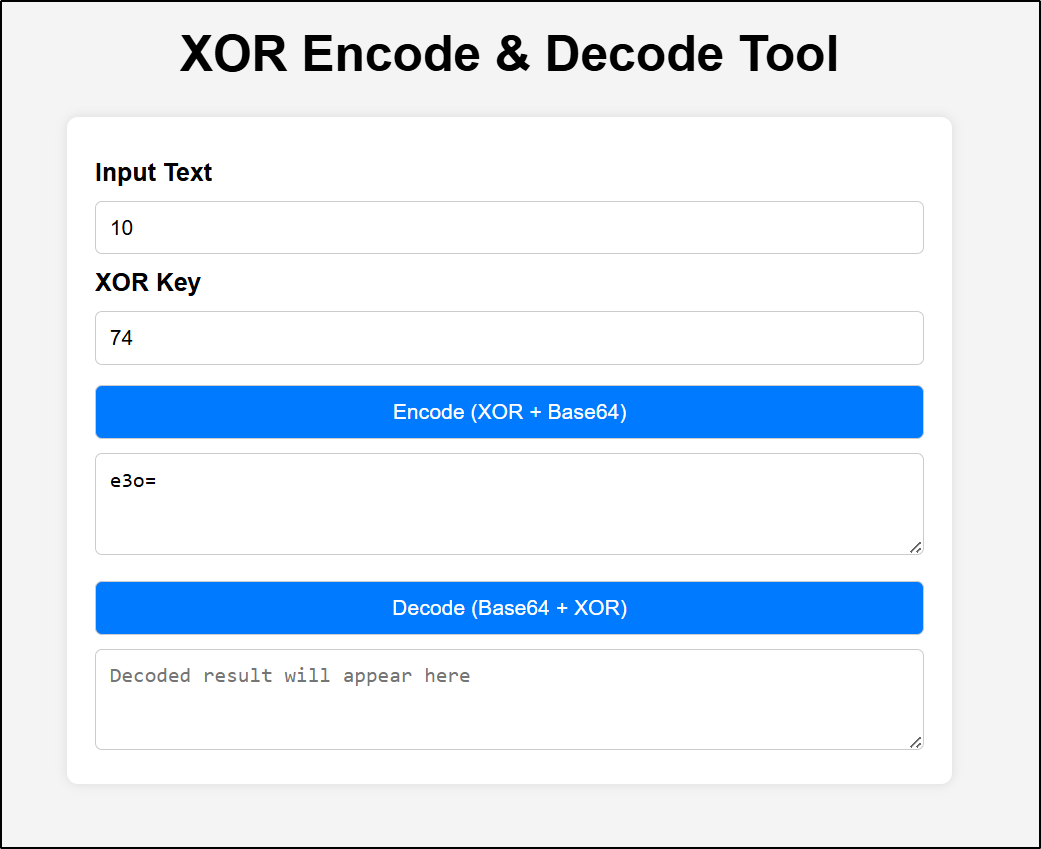 XOR Encode & Decode Tool
Input Text
10
XOR Key
74
Encode (XOR + Base64)
e3o=
Decode (Base64 + XOR)
Decoded result will appear here